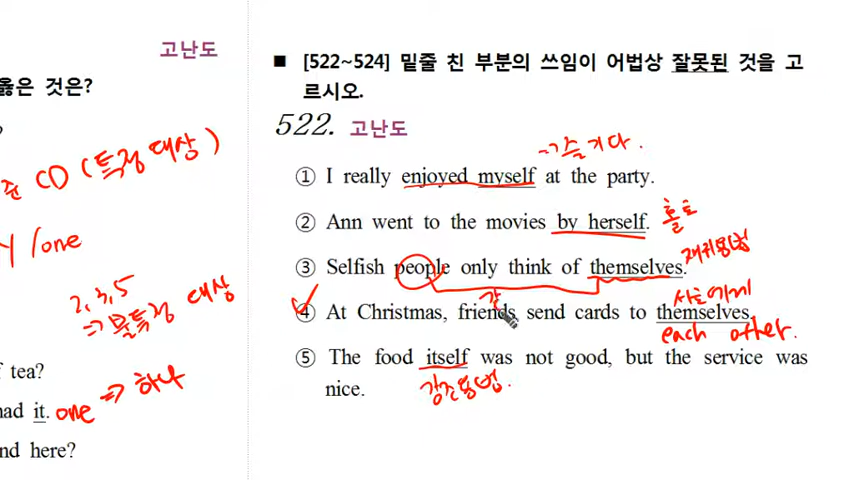 고난도
옳은 것은?
준 CD (특정 대상)
/one
2, 3, 5
⇒ 불특정 대상
tea?
had it. one ⇒ 하나
nd here?
■ [522~524] 밑줄 친 부분의 쓰임이 어법상 잘못된 것을 고
르시오.
522. 고난도
→ 즐기다.
① I really enjoyed myself at the party.
② Ann went to the movies by herself. 홀로
재귀용법
③ Selfish people only think of themselves.
서로에게
④ At Christmas, friends send cards to themselves.
each other.
⑤ The food itself was not good, but the service was
nice.
강조용법.